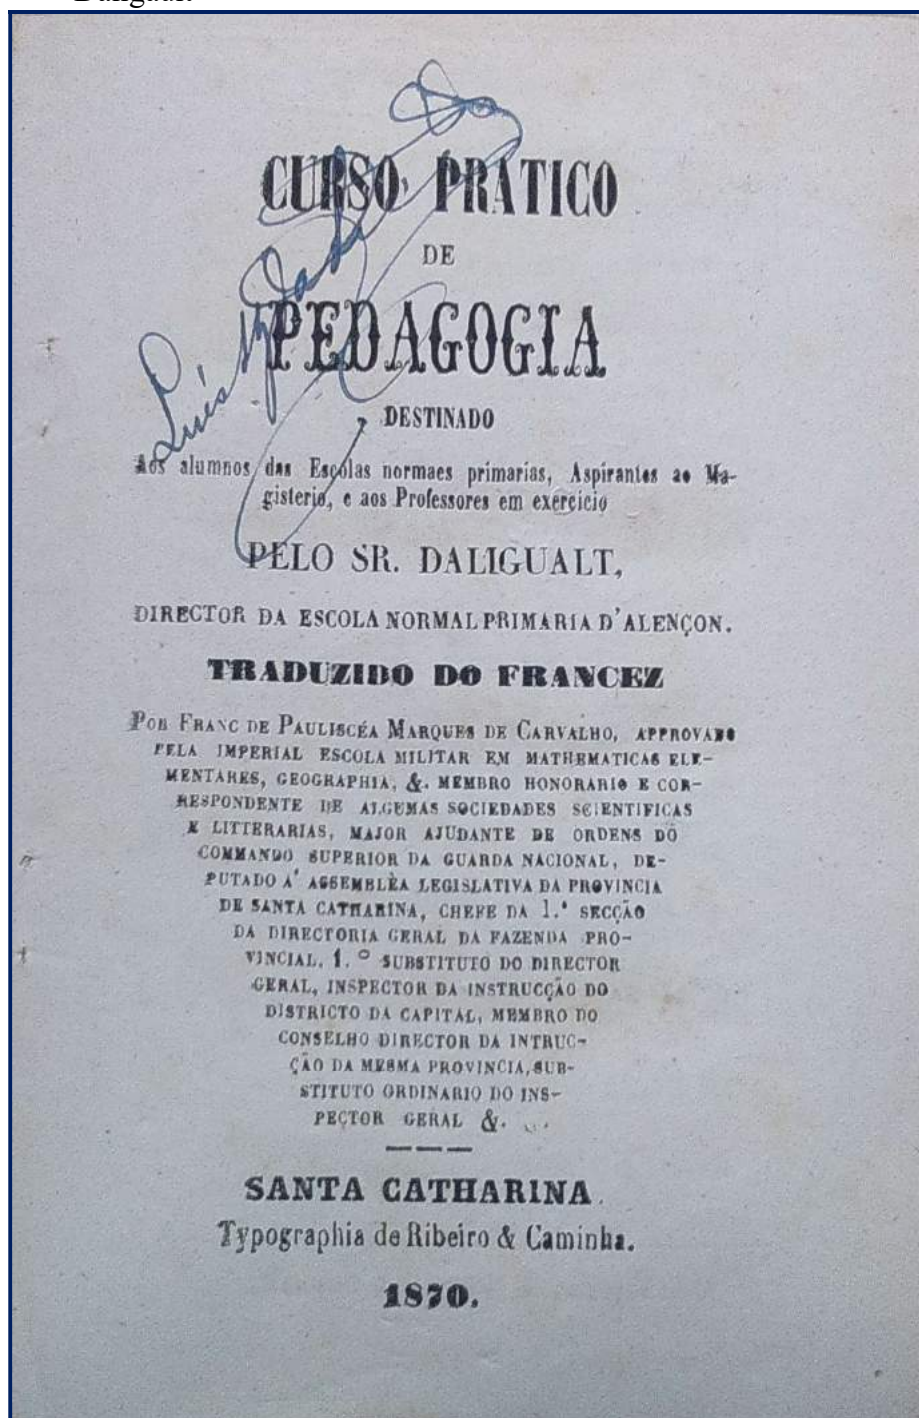 CURSO PRATICO
DE
PEDAGOGIA
DESTINADO
Aos alumnos das Escolas normaes primarias, Aspirantes ao Ma-
gisterio, e aos Professores em exercicio
PELO SR. DALIGUALT,
DIRECTOR DA ESCOLA NORMAL PRIMARIA D'ALENÇON.
TRADUZIDO DO FRANCEZ
POR FRANC DE PAULISCÉA MARQUES DE CARVALHO, APPROVADO
PELA IMPERIAL ESCOLA MILITAR EM MATHEMATICAS ELE-
MENTARES, GEOGRAPHIA, &. MEMBRO HONORARIO E COR-
RESPONDENTE DE ALGUMAS SOCIEDADES SCIENTIFICAS
E LITTERARIAS, MAJOR AJUDANTE DE ORDENS DO
COMMANDO SUPERIOR DA GUARDA NACIONAL, DE-
PUTADO A' ASSEMBLÈA LEGISLATIVA DA PROVINCIA
DE SANTA CATHARINA, CHEFE DA 1.ª SECÇÃO
DA DIRECTORIA GERAL DA FAZENDA PRO-
VINCIAL, 1.º SUBSTITUTO DO DIRECTOR
GERAL, INSPECTOR DA INSTRUCÇÃO DO
DISTRICTO DA CAPITAL, MEMBRO DO
CONSELHO DIRECTOR DA INTRUC-
ÇÃO DA MESMA PROVINCIA, SUB-
STITUTO ORDINARIO DO INS-
PECTOR GERAL &.
SANTA CATHARINA.
Typographia de Ribeiro & Caminha.
1870.
Luís